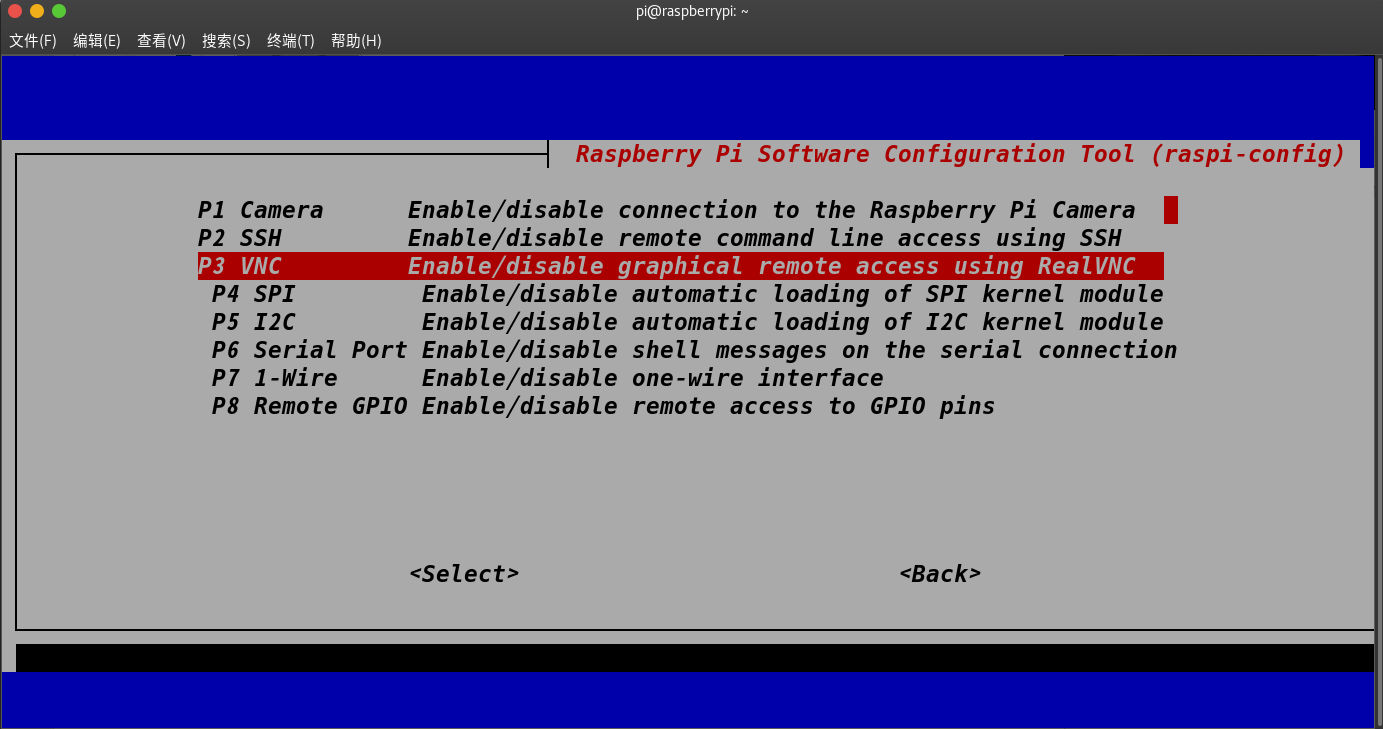 pi@raspberrypi: ~
文件(F) 编辑(E) 查看(V) 搜索(S) 终端(T) 帮助(H)
Raspberry Pi Software Configuration Tool (raspi-config)
P1 Camera Enable/disable connection to the Raspberry Pi Camera
P2 SSH Enable/disable remote command line access using SSH
P3 VNC Enable/disable graphical remote access using RealVNC
P4 SPI Enable/disable automatic loading of SPI kernel module
P5 I2C Enable/disable automatic loading of I2C kernel module
P6 Serial Port Enable/disable shell messages on the serial connection
P7 1-Wire Enable/disable one-wire interface
P8 Remote GPIO Enable/disable remote access to GPIO pins
<Select> <Back>